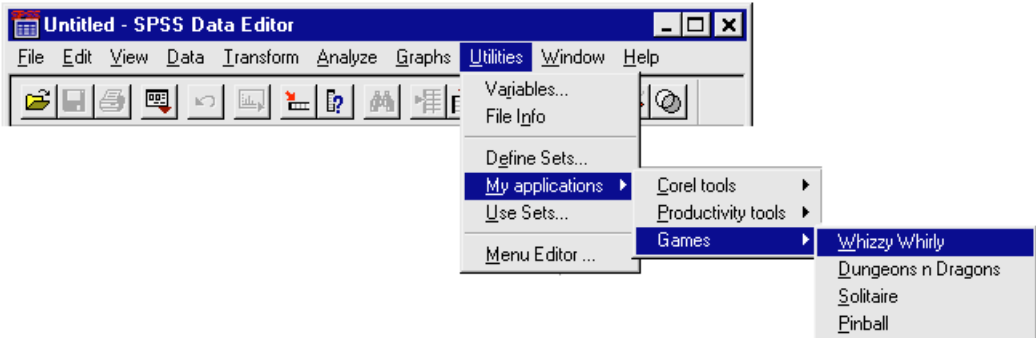 Untitled - SPSS Data Editor
File Edit View Data Transform Analyze Graphs Utilities Window Help
Variables...
File Info
Define Sets...
My applications
Use Sets...
Menu Editor ...
Corel tools
Productivity tools
Games
Whizzy Whirly
Dungeons n Dragons
Solitaire
Pinball